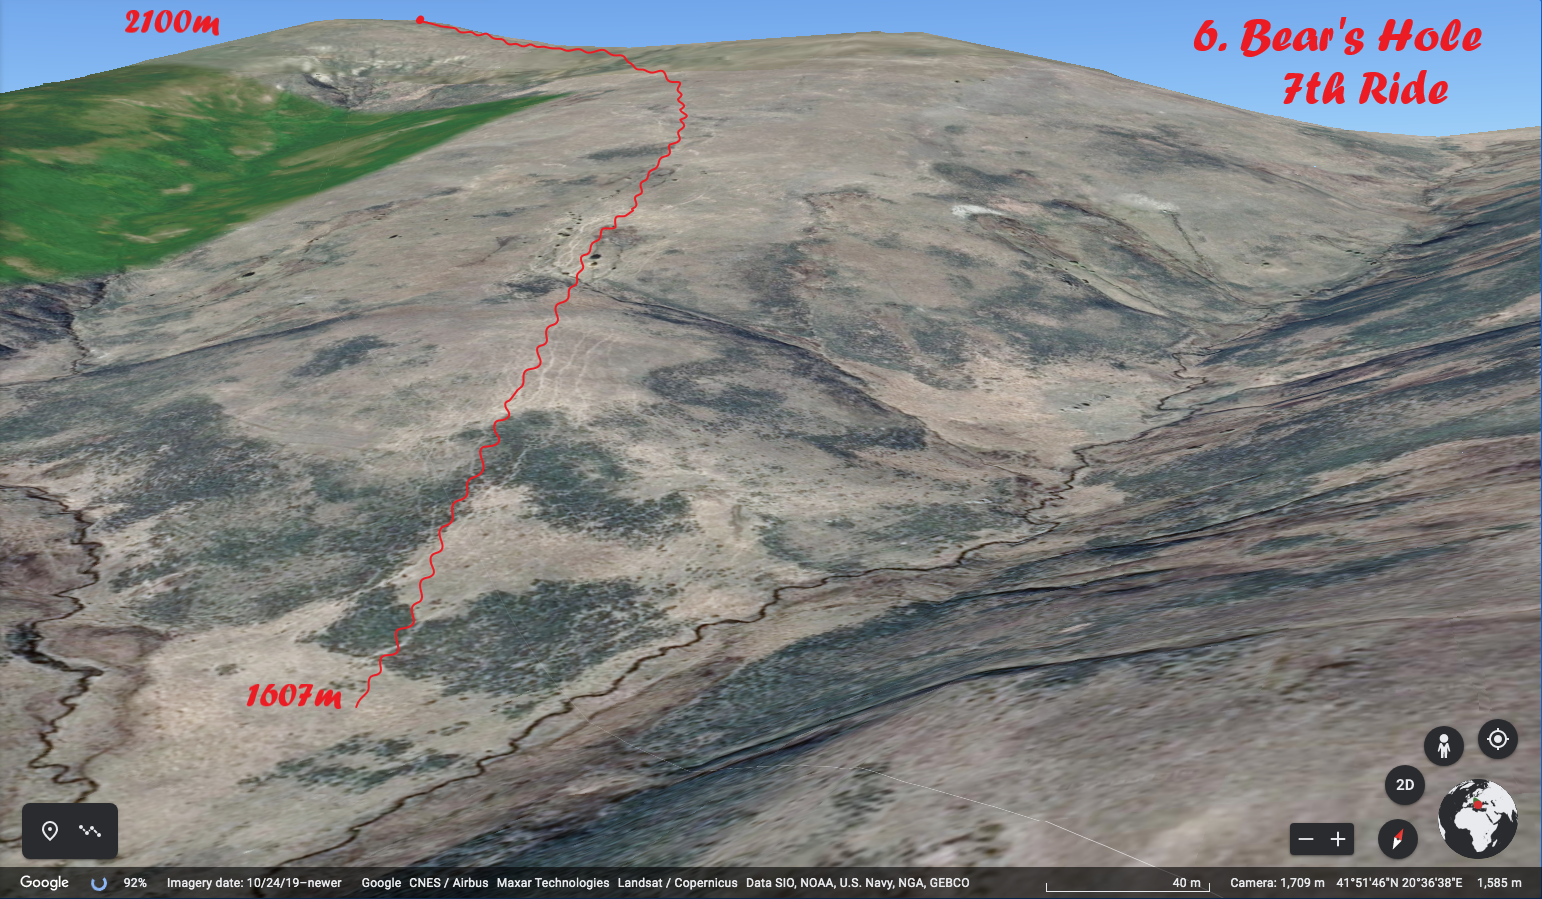 2100m
6. Bear's Hole
7th Ride
1607m
2D
Google 92% Imagery date: 10/24/19–newer Google CNES / Airbus Maxar Technologies Landsat / Copernicus Data SIO, NOAA, U.S. Navy, NGA, GEBCO 40 m Camera: 1,709 m 41°51'46"N 20°36'38"E 1,585 m